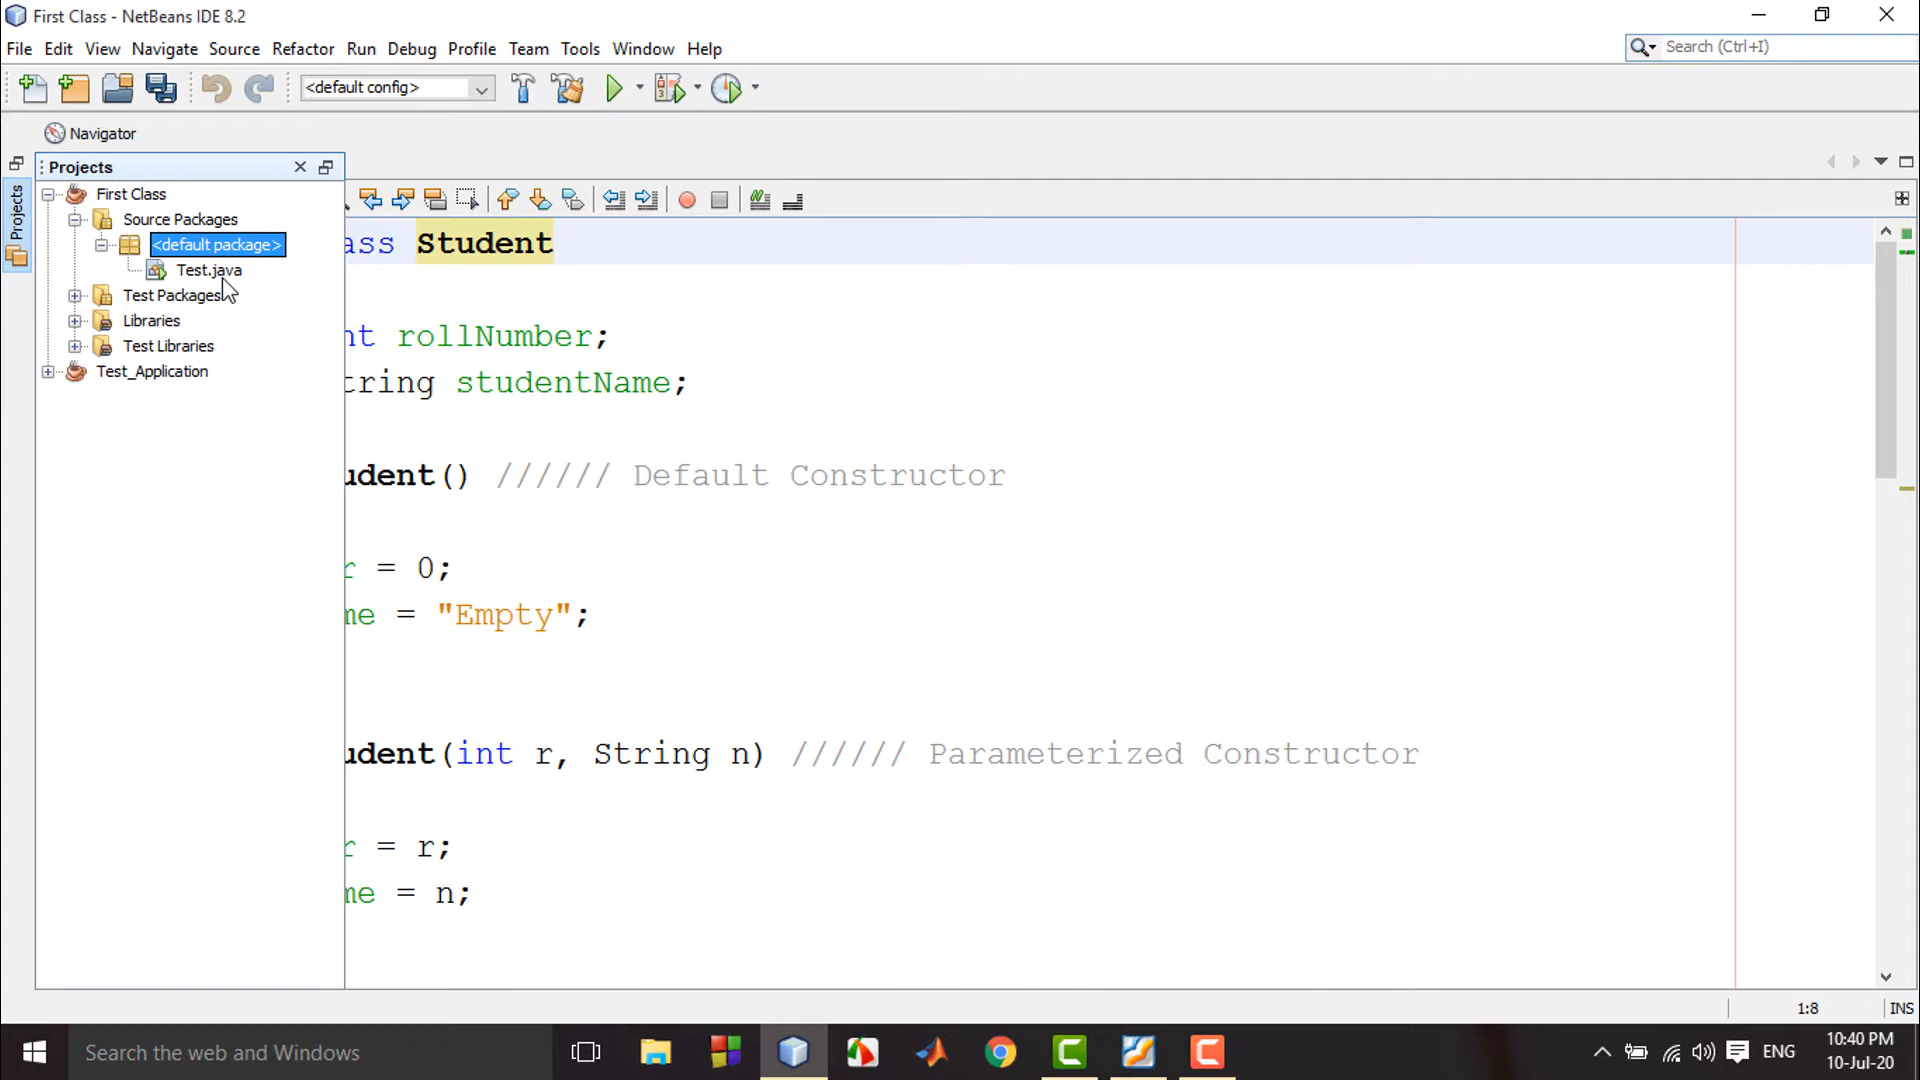 First Class - NetBeans IDE 8.2
File Edit View Navigate Source Refactor Run Debug Profile Team Tools Window Help
Search (Ctrl+I)
<default config>
Navigator
Projects
Projects
First Class
Source Packages
<default package>
Test.java
Test Packages
Libraries
Test Libraries
Test_Application
ass Student
nt rollNumber;
tring studentName;
udent() ////// Default Constructor
r = 0;
me = "Empty";
udent(int r, String n) ////// Parameterized Constructor
r = r;
me = n;
1:8 INS
Search the web and Windows
ENG
10:40 PM
10-Jul-20